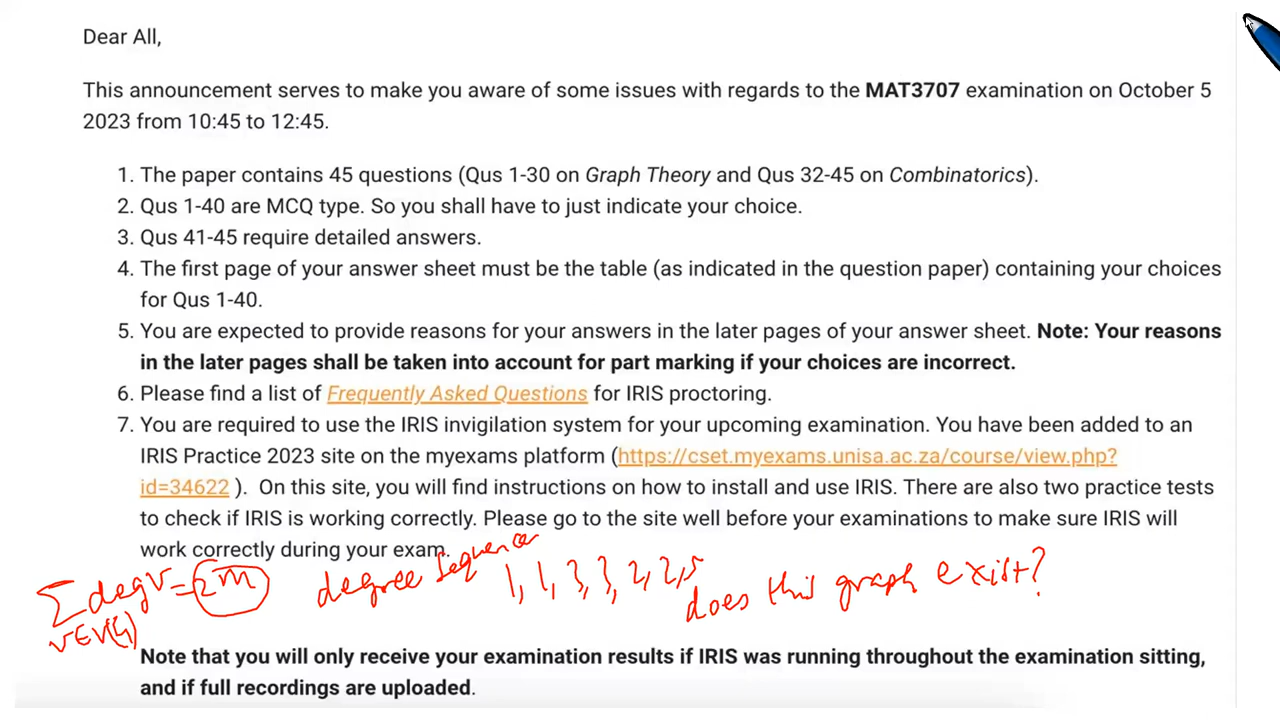 Dear All,
This announcement serves to make you aware of some issues with regards to the MAT3707 examination on October 5
2023 from 10:45 to 12:45.
1. The paper contains 45 questions (Qus 1-30 on Graph Theory and Qus 32-45 on Combinatorics).
2. Qus 1-40 are MCQ type. So you shall have to just indicate your choice.
3. Qus 41-45 require detailed answers.
4. The first page of your answer sheet must be the table (as indicated in the question paper) containing your choices
for Qus 1-40.
5. You are expected to provide reasons for your answers in the later pages of your answer sheet. Note: Your reasons
in the later pages shall be taken into account for part marking if your choices are incorrect.
6. Please find a list of Frequently Asked Questions for IRIS proctoring.
7. You are required to use the IRIS invigilation system for your upcoming examination. You have been added to an
IRIS Practice 2023 site on the myexams platform (https://cset.myexams.unisa.ac.za/course/view.php?
id=34622 ). On this site, you will find instructions on how to install and use IRIS. There are also two practice tests
to check if IRIS is working correctly. Please go to the site well before your examinations to make sure IRIS will
work correctly during your exam.
∑ deg v = 2m degree sequence 1, 1, 3, 3, 2, 2, 5 does this graph exist?
v∈V(G)
Note that you will only receive your examination results if IRIS was running throughout the examination sitting,
and if full recordings are uploaded.